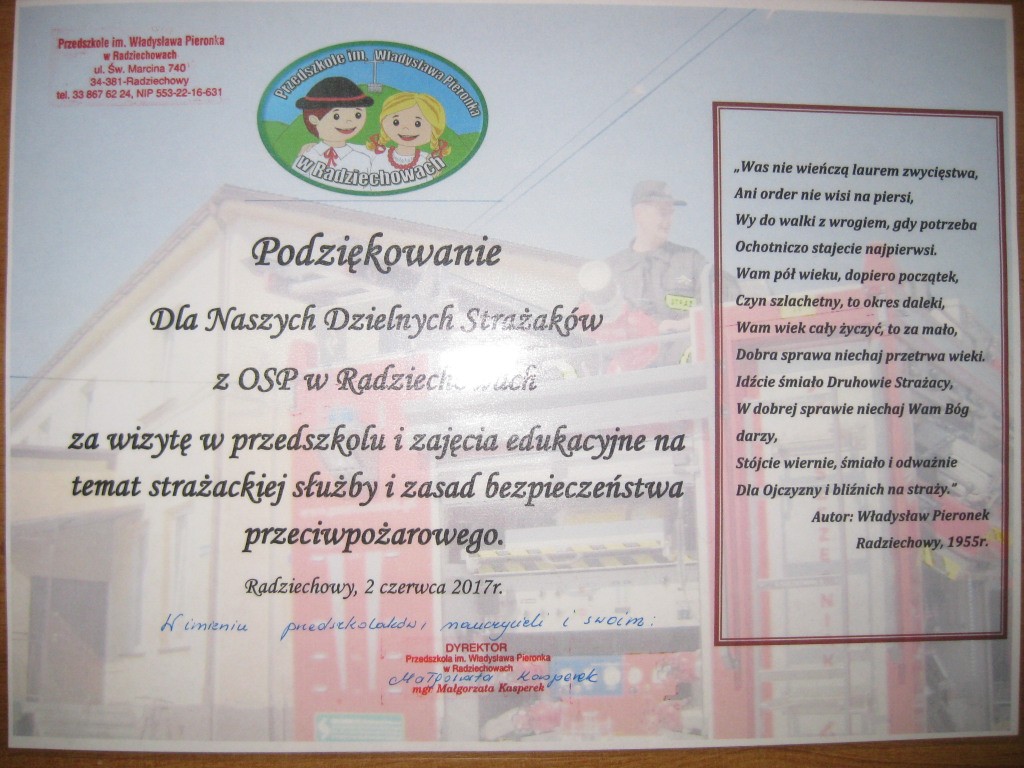 Przedszkole im. Władysława Pieronka
w Radziechowach
ul. Św. Marcina 740
34-381-Radziechowy
tel. 33 867 62 24, NIP 553-22-16-631
Przedszkole im. Władysława Pieronka
w Radziechowach
Podziękowanie
Dla Naszych Dzielnych Strażaków
z OSP w Radziechowach
za wizytę w przedszkolu i zajęcia edukacyjne na
temat strażackiej służby i zasad bezpieczeństwa
przeciwpożarowego.
Radziechowy, 2 czerwca 2017r.
W imieniu przedszkolaków, nauczycieli i swoim:
DYREKTOR
Przedszkola im. Władysława Pieronka
w Radziechowach
Małgorzata Kasperek
mgr Małgorzata Kasperek
„Was nie wieńczą laurem zwycięstwa,
Ani order nie wisi na piersi,
Wy do walki z wrogiem, gdy potrzeba
Ochotniczo stajecie najpierwsi.
Wam pół wieku, dopiero początek,
Czyn szlachetny, to okres daleki,
Wam wiek cały życzyć, to za mało,
Dobra sprawa niechaj przetrwa wieki.
Idźcie śmiało Druhowie Strażacy,
W dobrej sprawie niechaj Wam Bóg
darzy,
Stójcie wiernie, śmiało i odważnie
Dla Ojczyzny i bliźnich na straży."
Autor: Władysław Pieronek
Radziechowy, 1955r.
STRAŻ